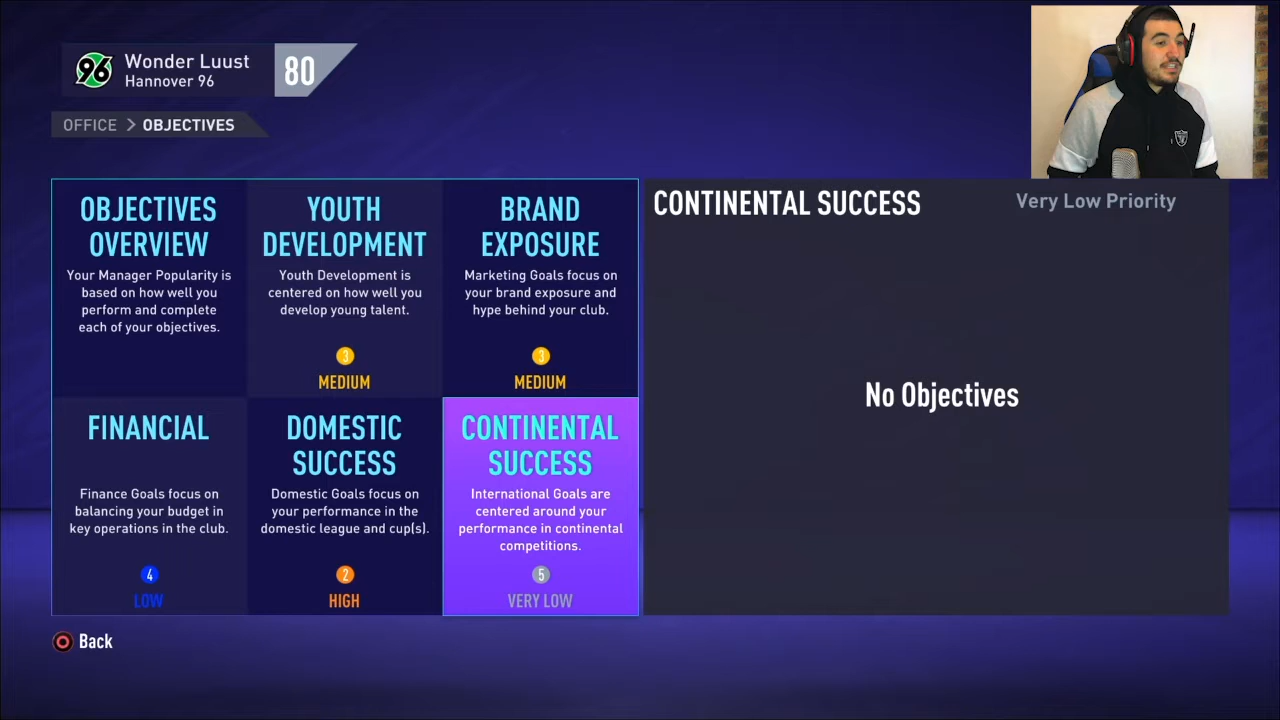 96
Wonder Luust
Hannover 96
80
OFFICE > OBJECTIVES
OBJECTIVES
OVERVIEW
Your Manager Popularity is
based on how well you
perform and complete
each of your objectives.
YOUTH
DEVELOPMENT
Youth Development is
centered on how well you
develop young talent.
3
MEDIUM
BRAND
EXPOSURE
Marketing Goals focus on
your brand exposure and
hype behind your club.
3
MEDIUM
FINANCIAL
Finance Goals focus on
balancing your budget in
key operations in the club.
4
LOW
DOMESTIC
SUCCESS
Domestic Goals focus on
your performance in the
domestic league and cup(s).
2
HIGH
CONTINENTAL
SUCCESS
International Goals are
centered around your
performance in continental
competitions.
5
VERY LOW
CONTINENTAL SUCCESS
Very Low Priority
No Objectives
Back